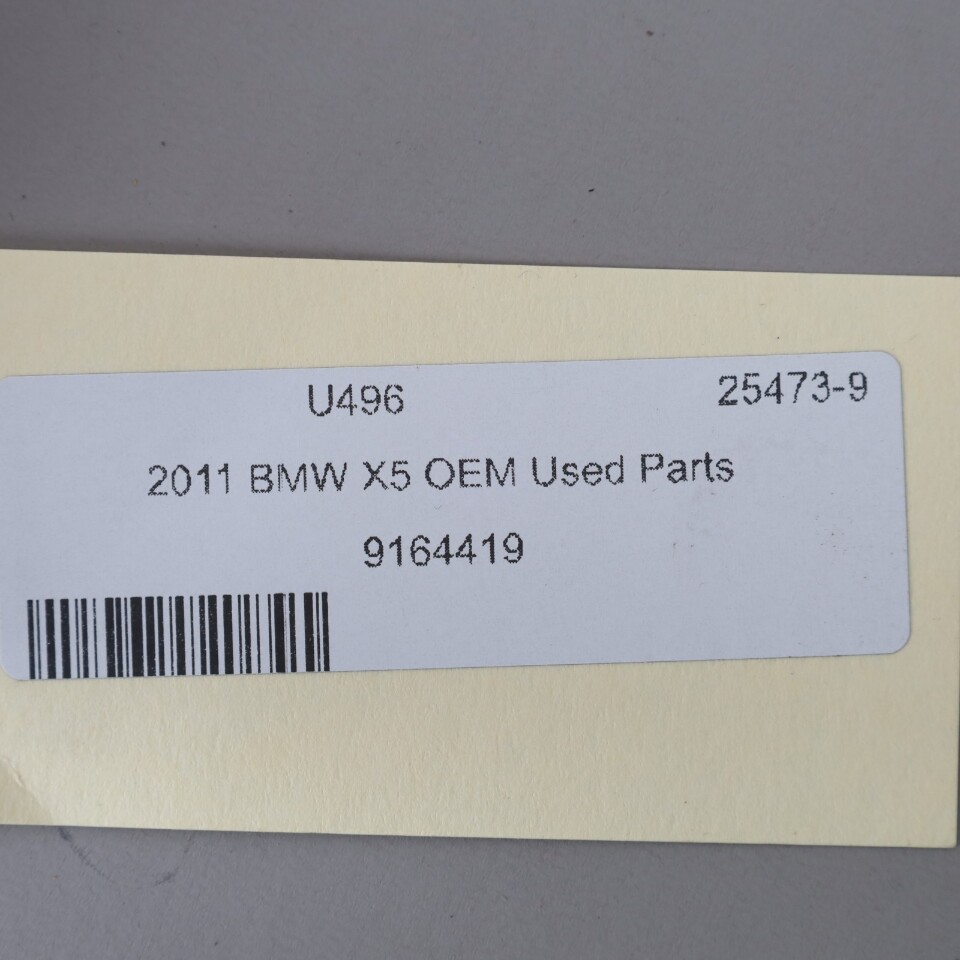 U496 25473-9
2011 BMW X5 OEM Used Parts
9164419